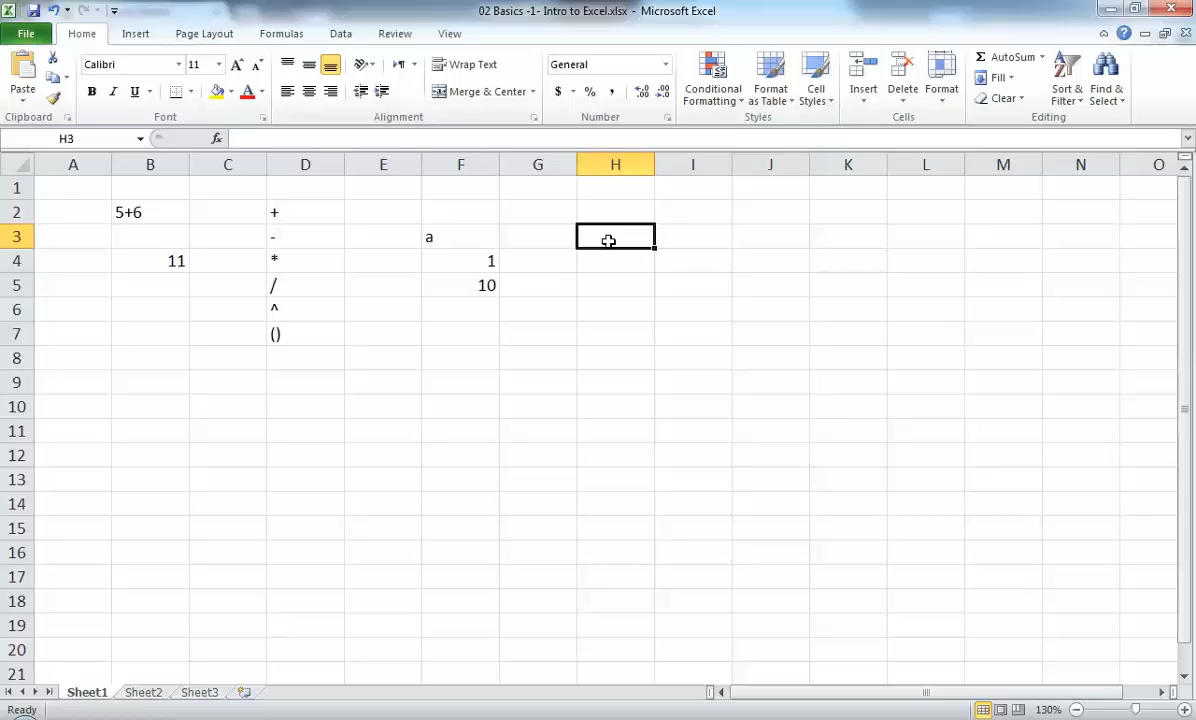 02 Basics -1- Intro to Excel.xlsx - Microsoft Excel
File Home Insert Page Layout Formulas Data Review View
Paste
Clipboard
Calibri 11
B I U
Font
Wrap Text
Merge & Center
Alignment
General
$ % ,
Number
Conditional Formatting
Format as Table
Cell Styles
Styles
Insert
Delete
Format
Cells
Σ AutoSum
Fill
Clear
Sort & Filter
Find & Select
Editing
H3 fx
A B C D E F G H I J K L M N O
1
2 5+6 +
3 - a
4 11 * 1
5 / 10
6 ^
7 ()
8
9
10
11
12
13
14
15
16
17
18
19
20
21
Sheet1 Sheet2 Sheet3
Ready 130%